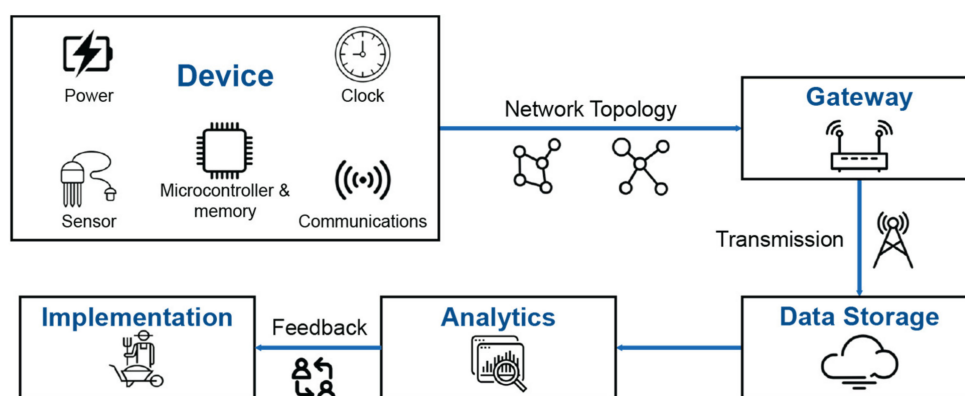 Device
Power
Clock
Sensor
Microcontroller &
memory
Communications
Network Topology
Gateway
Transmission
Data Storage
Analytics
Feedback
Implementation